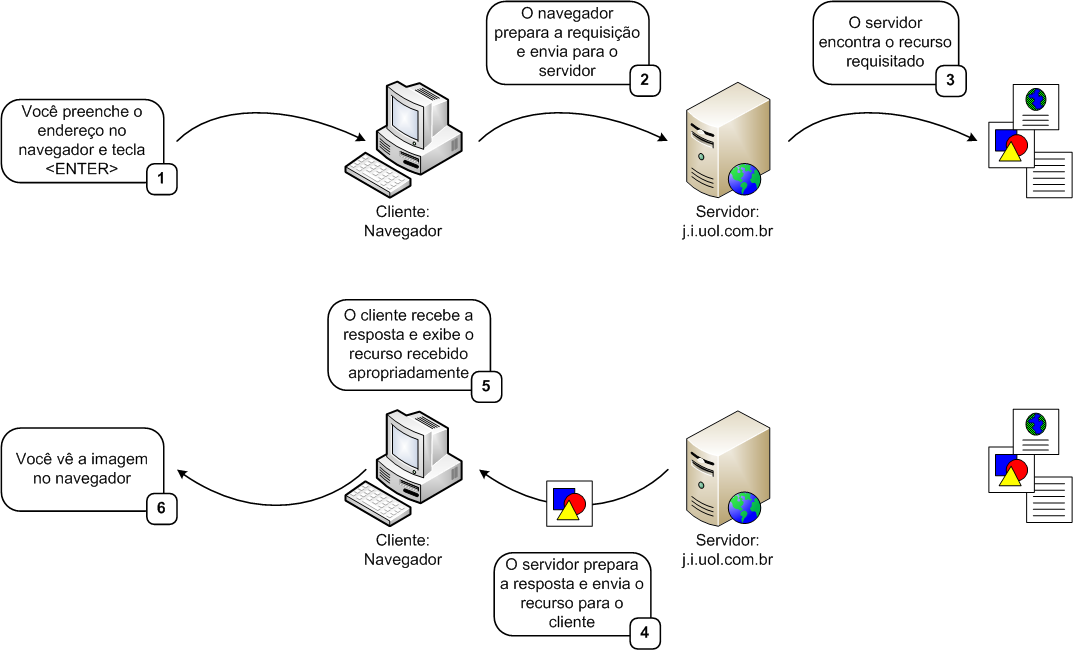 Você preenche o
endereço no
navegador e tecla
<ENTER>
1
Cliente:
Navegador
O navegador
prepara a requisição
e envia para o
servidor
2
Servidor:
j.i.uol.com.br
O servidor
encontra o recurso
requisitado
3
O servidor prepara
a resposta e envia o
recurso para o
cliente
4
Servidor:
j.i.uol.com.br
O cliente recebe a
resposta e exibe o
recurso recebido
apropriadamente
5
Cliente:
Navegador
Você vê a imagem
no navegador
6